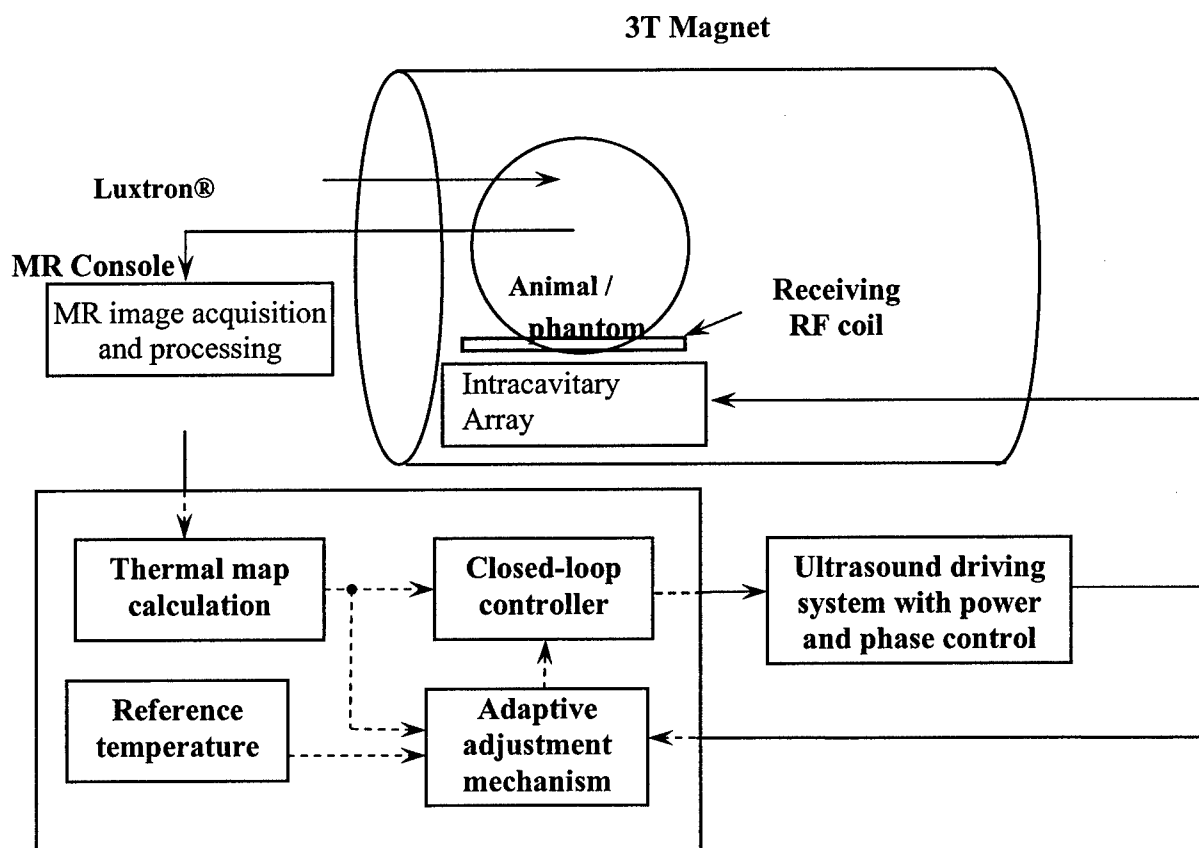 3T Magnet
Luxtron®
MR Console
MR image acquisition
and processing
Animal /
phantom
Receiving
RF coil
Intracavitary
Array
Thermal map
calculation
Closed-loop
controller
Ultrasound driving
system with power
and phase control
Reference
temperature
Adaptive
adjustment
mechanism